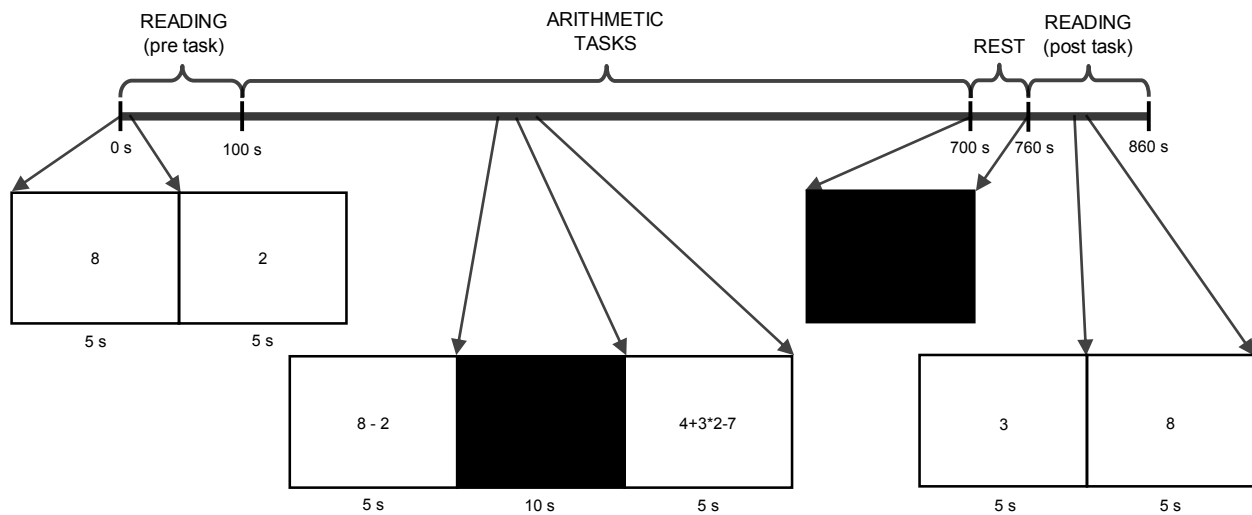 READING
(pre task)
ARITHMETIC
TASKS
REST
READING
(post task)
0 s
100 s
700 s
760 s
860 s
8
2
5 s
5 s
8 - 2
4+3*2-7
5 s
10 s
5 s
3
8
5 s
5 s